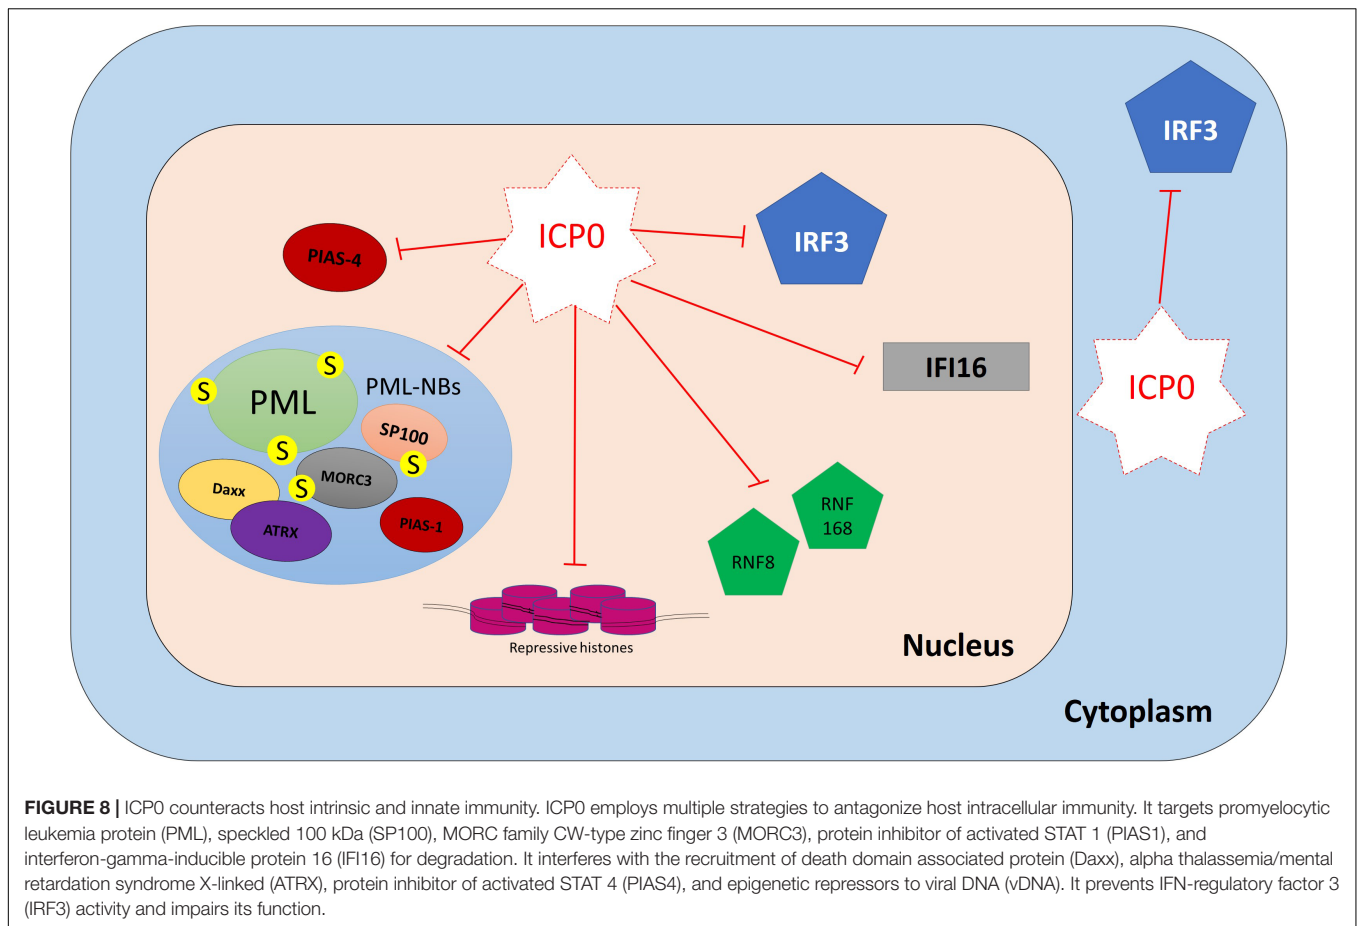 IRF3
ICP0
IRF3
PIAS-4
S
S
PML-NBs
PML
SP100
S
S
MORC3
S
Daxx
ATRX
PIAS-1
IFI16
ICP0
RNF
168
RNF8
Repressive histones
Nucleus
Cytoplasm
FIGURE 8 | ICP0 counteracts host intrinsic and innate immunity. ICP0 employs multiple strategies to antagonize host intracellular immunity. It targets promyelocytic
leukemia protein (PML), speckled 100 kDa (SP100), MORC family CW-type zinc finger 3 (MORC3), protein inhibitor of activated STAT 1 (PIAS1), and
interferon-gamma-inducible protein 16 (IFI16) for degradation. It interferes with the recruitment of death domain associated protein (Daxx), alpha thalassemia/mental
retardation syndrome X-linked (ATRX), protein inhibitor of activated STAT 4 (PIAS4), and epigenetic repressors to viral DNA (vDNA). It prevents IFN-regulatory factor 3
(IRF3) activity and impairs its function.